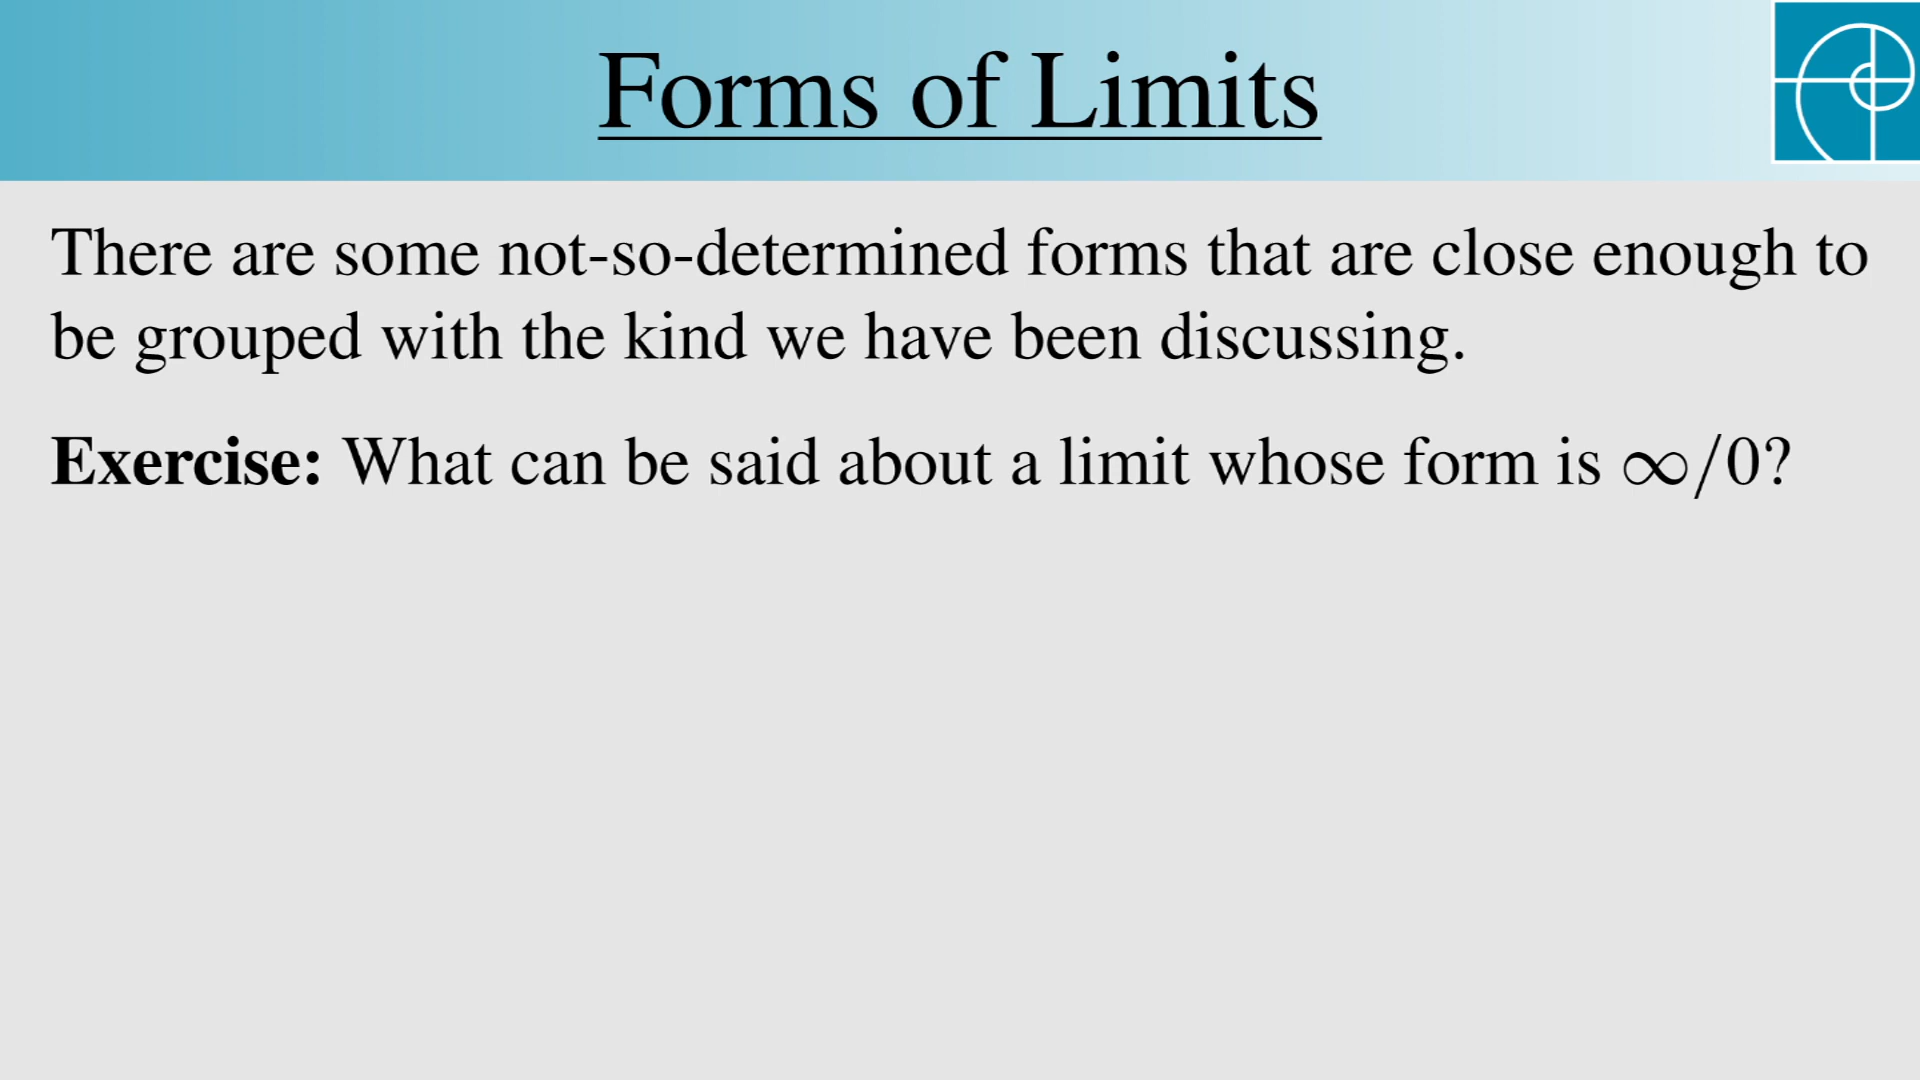 Forms of Limits
There are some not-so-determined forms that are close enough to
be grouped with the kind we have been discussing.
Exercise: What can be said about a limit whose form is ∞/0?